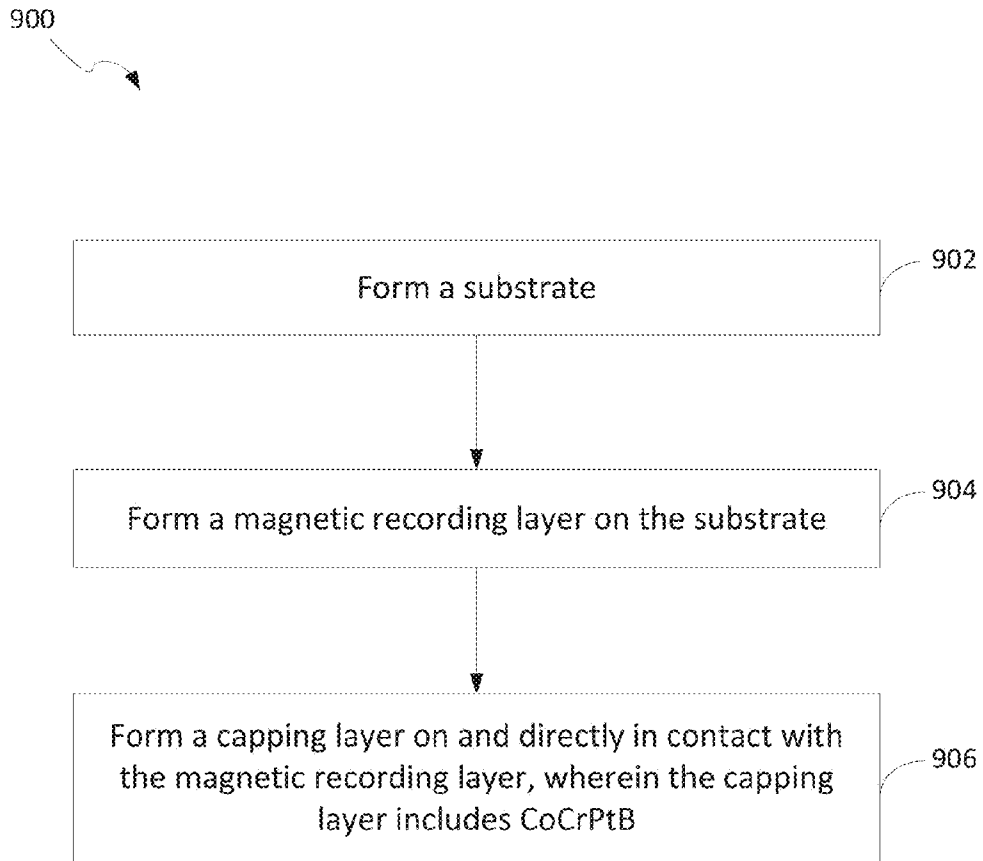 900
Form a substrate
902
Form a magnetic recording layer on the substrate
904
Form a capping layer on and directly in contact with
the magnetic recording layer, wherein the capping
layer includes CoCrPtB
906